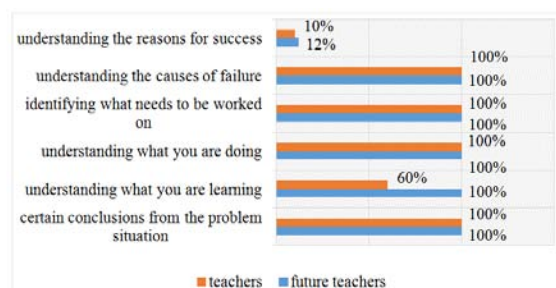 understanding the reasons for success
10%
12%
100%
understanding the causes of failure
100%
identifying what needs to be worked
on
100%
100%
understanding what you are doing
100%
100%
understanding what you are learning
60%
100%
certain conclusions from the problem
situation
100%
100%
teachers future teachers